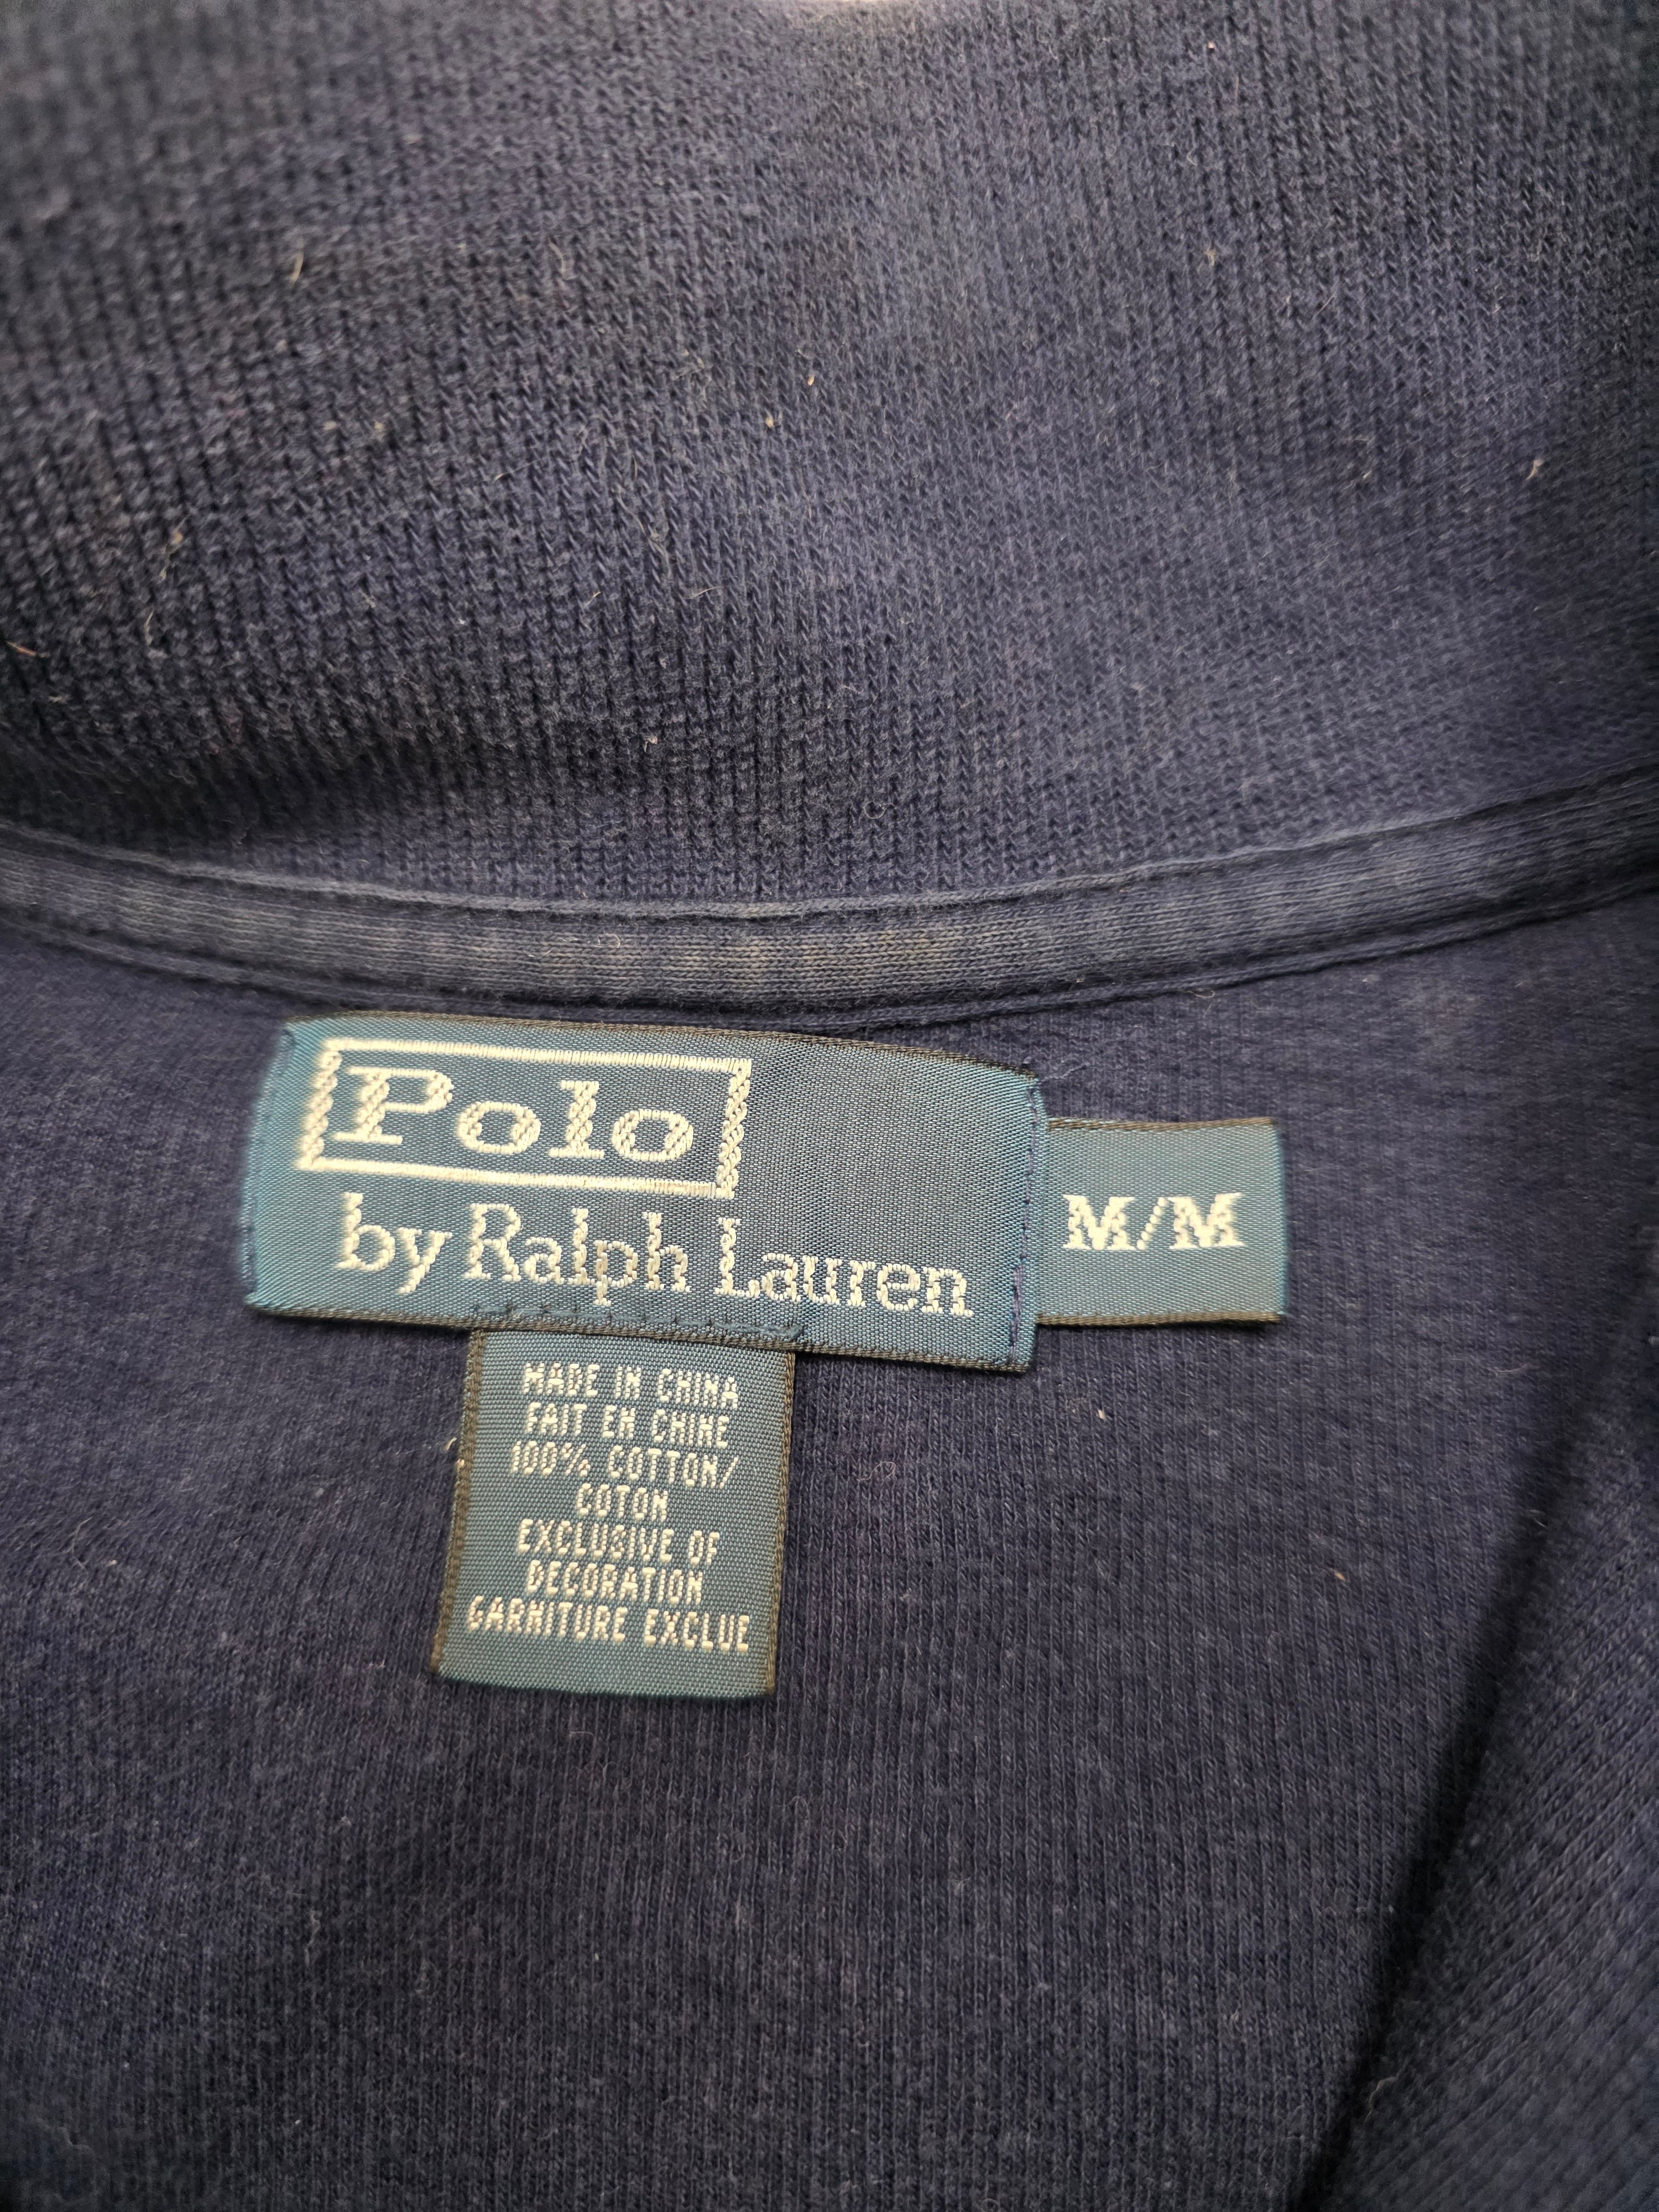 Polo
by Ralph Lauren
M/M
MADE IN CHINA
FAIT EN CHINE
100% COTTON/
COTON
EXCLUSIVE OF
DECORATION
GARNITURE EXCLUE